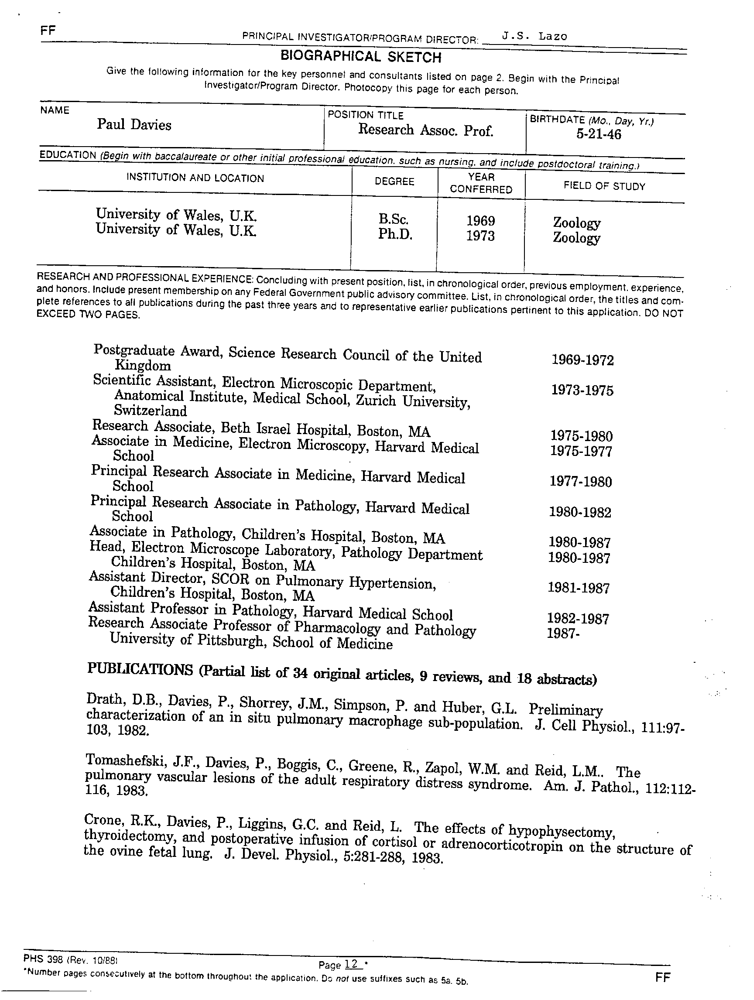 FF
PRINCIPAL INVESTIGATOR/PROGRAM DIRECTOR: J.S. Lazo
BIOGRAPHICAL SKETCH
Give the following information for the key personnel and consultants listed on page 2. Begin with the Principal
Investigator/Program Director. Photocopy this page for each person.
NAME
Paul Davies
POSITION TITLE
Research Assoc. Prof.
BIRTHDATE (Mo., Day, Yr.)
5-21-46
EDUCATION (Begin with baccalaureate or other initial professional education, such as nursing, and include postdoctoral training.)
INSTITUTION AND LOCATION
DEGREE
YEAR
CONFERRED
FIELD OF STUDY
University of Wales, U.K. B.Sc. 1969 Zoology
University of Wales, U.K. Ph.D. 1973 Zoology
RESEARCH AND PROFESSIONAL EXPERIENCE: Concluding with present position, list, in chronological order, previous employment, experience,
and honors. Include present membership on any Federal Government public advisory committee. List, in chronological order, the titles and com-
plete references to all publications during the past three years and to representative earlier publications pertinent to this application. DO NOT
EXCEED TWO PAGES.
Postgraduate Award, Science Research Council of the United 1969-1972
Kingdom
Scientific Assistant, Electron Microscopic Department, 1973-1975
Anatomical Institute, Medical School, Zurich University,
Switzerland
Research Associate, Beth Israel Hospital, Boston, MA 1975-1980
Associate in Medicine, Electron Microscopy, Harvard Medical 1975-1977
School
Principal Research Associate in Medicine, Harvard Medical 1977-1980
School
Principal Research Associate in Pathology, Harvard Medical 1980-1982
School
Associate in Pathology, Children's Hospital, Boston, MA 1980-1987
Head, Electron Microscope Laboratory, Pathology Department 1980-1987
Children's Hospital, Boston, MA
Assistant Director, SCOR on Pulmonary Hypertension, 1981-1987
Children's Hospital, Boston, MA
Assistant Professor in Pathology, Harvard Medical School 1982-1987
Research Associate Professor of Pharmacology and Pathology 1987-
University of Pittsburgh, School of Medicine
PUBLICATIONS (Partial list of 34 original articles, 9 reviews, and 18 abstracts)
Drath, D.B., Davies, P., Shorrey, J.M., Simpson, P. and Huber, G.L. Preliminary
characterization of an in situ pulmonary macrophage sub-population. J. Cell Physiol., 111:97-
103, 1982.
Tomashefski, J.F., Davies, P., Boggis, C., Greene, R., Zapol, W.M. and Reid, L.M.. The
pulmonary vascular lesions of the adult respiratory distress syndrome. Am. J. Pathol., 112:112-
116, 1983.
Crone, R.K., Davies, P., Liggins, G.C. and Reid, L. The effects of hypophysectomy,
thyroidectomy, and postoperative infusion of cortisol or adrenocorticotropin on the structure of
the ovine fetal lung. J. Devel. Physiol., 5:281-288, 1983.
PHS 398 (Rev. 10/88)
Page 12 *
*Number pages consecutively at the bottom throughout the application. Do not use suffixes such as 5a, 5b.
FF